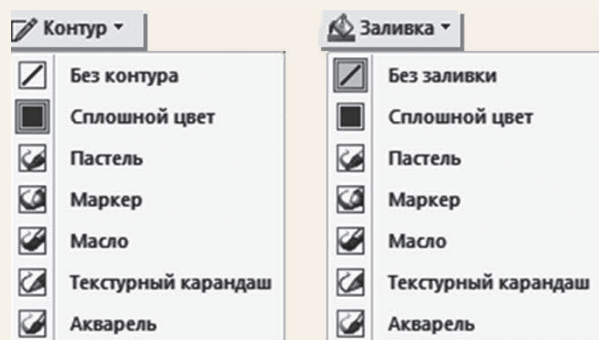 Контур
Без контура
Сплошной цвет
Пастель
Маркер
Масло
Текстурный карандаш
Акварель
Заливка
Без заливки
Сплошной цвет
Пастель
Маркер
Масло
Текстурный карандаш
Акварель